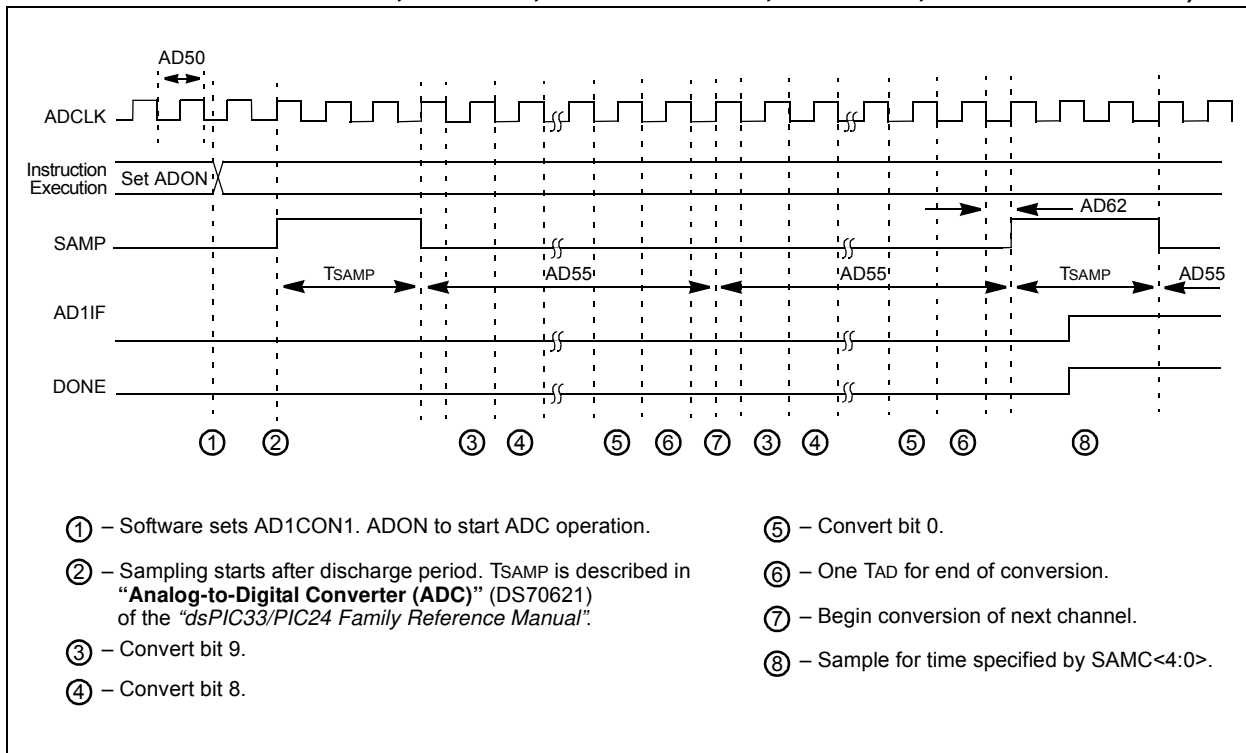 AD50
ADCLK
Instruction
Execution
Set ADON
AD62
SAMP
TSAMP
AD55
AD55
TSAMP
AD55
AD1IF
DONE
1
2
3
4
5
6
7
3
4
5
6
8
1 – Software sets AD1CON1. ADON to start ADC operation.
2 – Sampling starts after discharge period. TSAMP is described in
“Analog-to-Digital Converter (ADC)” (DS70621)
of the “dsPIC33/PIC24 Family Reference Manual”.
3 – Convert bit 9.
4 – Convert bit 8.
5 – Convert bit 0.
6 – One TAD for end of conversion.
7 – Begin conversion of next channel.
8 – Sample for time specified by SAMC<4:0>.